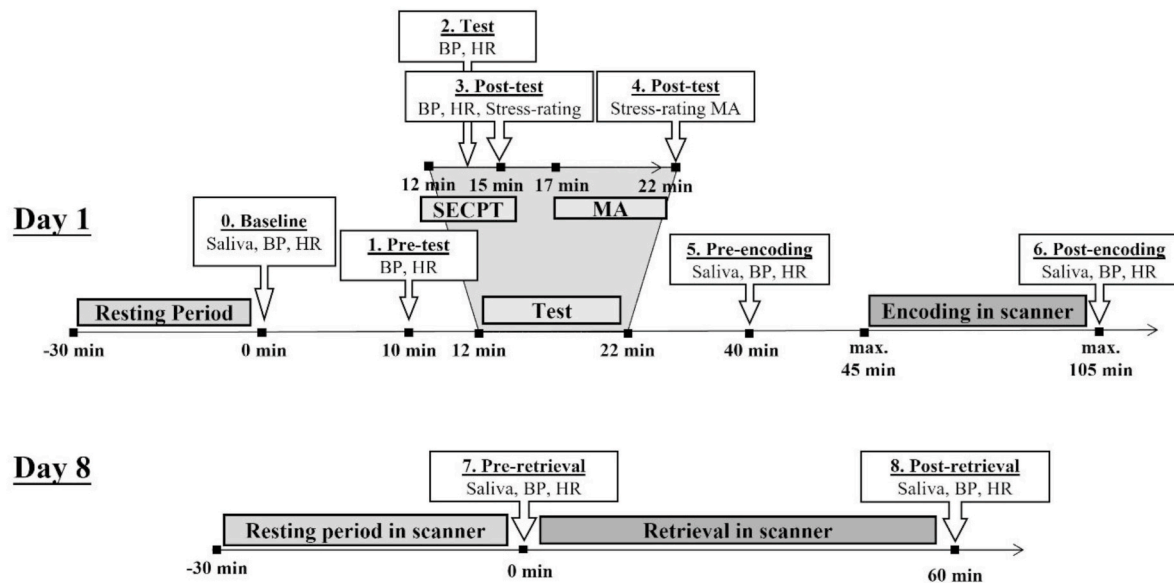 2. Test
BP, HR
3. Post-test
BP, HR, Stress-rating
4. Post-test
Stress-rating MA
12 min
15 min
17 min
22 min
SECPT
MA
Day 1
0. Baseline
Saliva, BP, HR
1. Pre-test
BP, HR
5. Pre-encoding
Saliva, BP, HR
6. Post-encoding
Saliva, BP, HR
Resting Period
Test
Encoding in scanner
-30 min
0 min
10 min
12 min
22 min
40 min
max.
45 min
max.
105 min
Day 8
7. Pre-retrieval
Saliva, BP, HR
8. Post-retrieval
Saliva, BP, HR
Resting period in scanner
Retrieval in scanner
-30 min
0 min
60 min